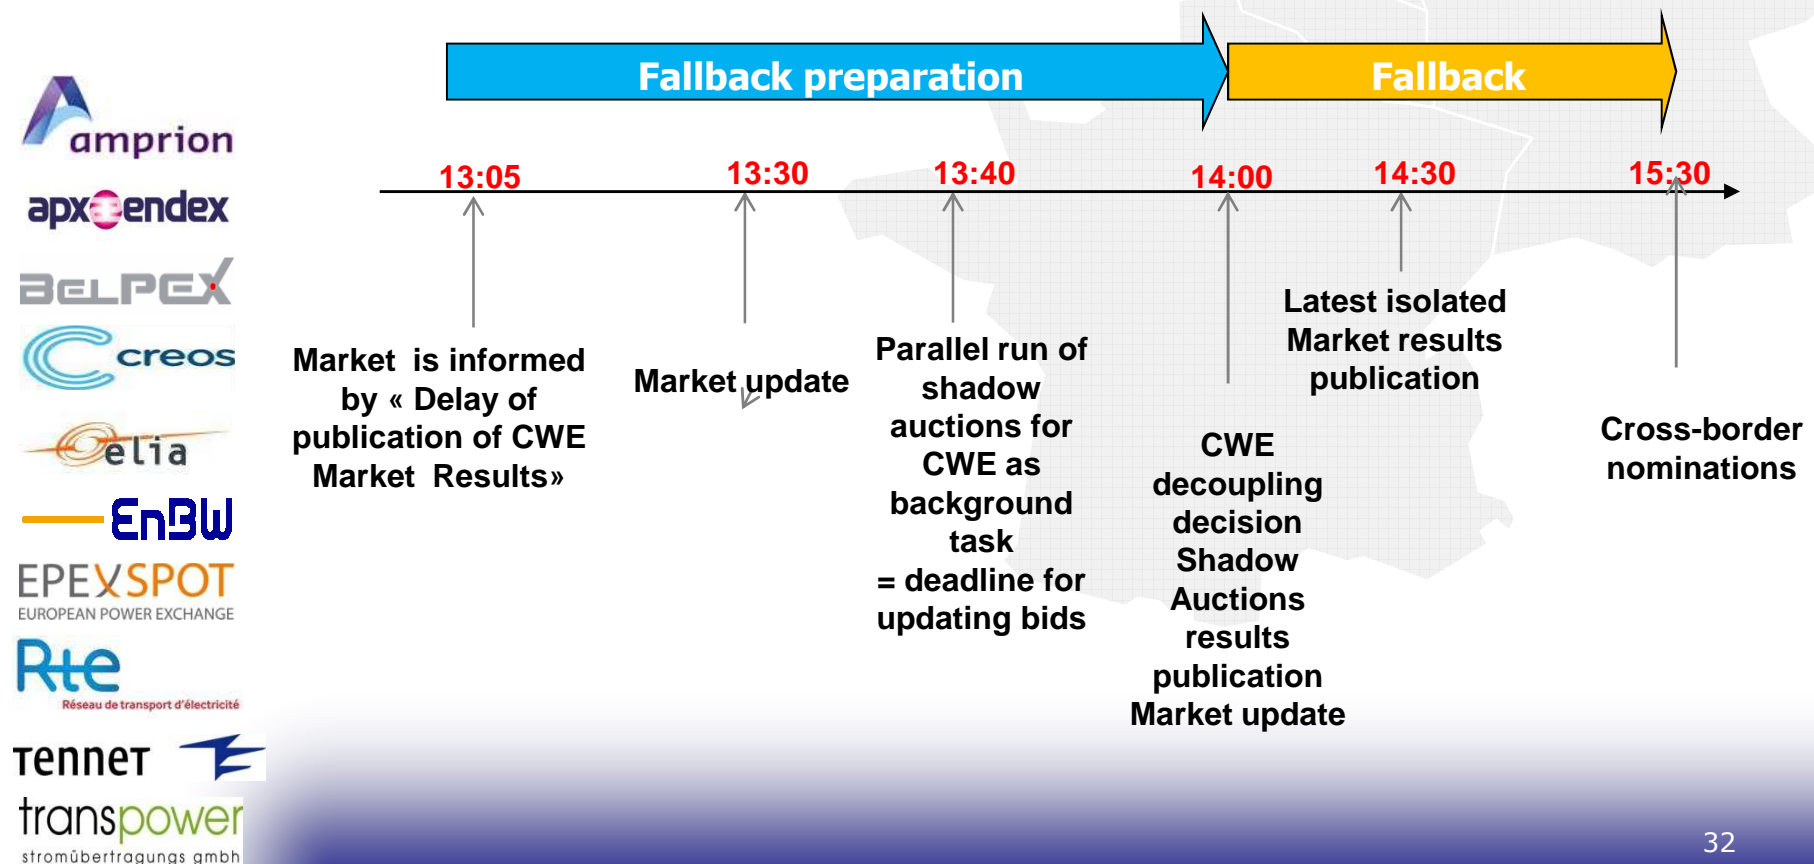 Fallback preparation
Fallback
amprion
apx endex
BELPEX
creos
elia
EnBW
EPEXSPOT
EUROPEAN POWER EXCHANGE
Rte
Réseau de transport d'électricité
TenneT
transpower
stromübertragungs gmbh
13:05
13:30
13:40
14:00
14:30
15:30
Market is informed
by « Delay of
publication of CWE
Market Results»
Market update
Parallel run of
shadow
auctions for
CWE as
background
task
= deadline for
updating bids
CWE
decoupling
decision
Shadow
Auctions
results
publication
Market update
Latest isolated
Market results
publication
Cross-border
nominations
32